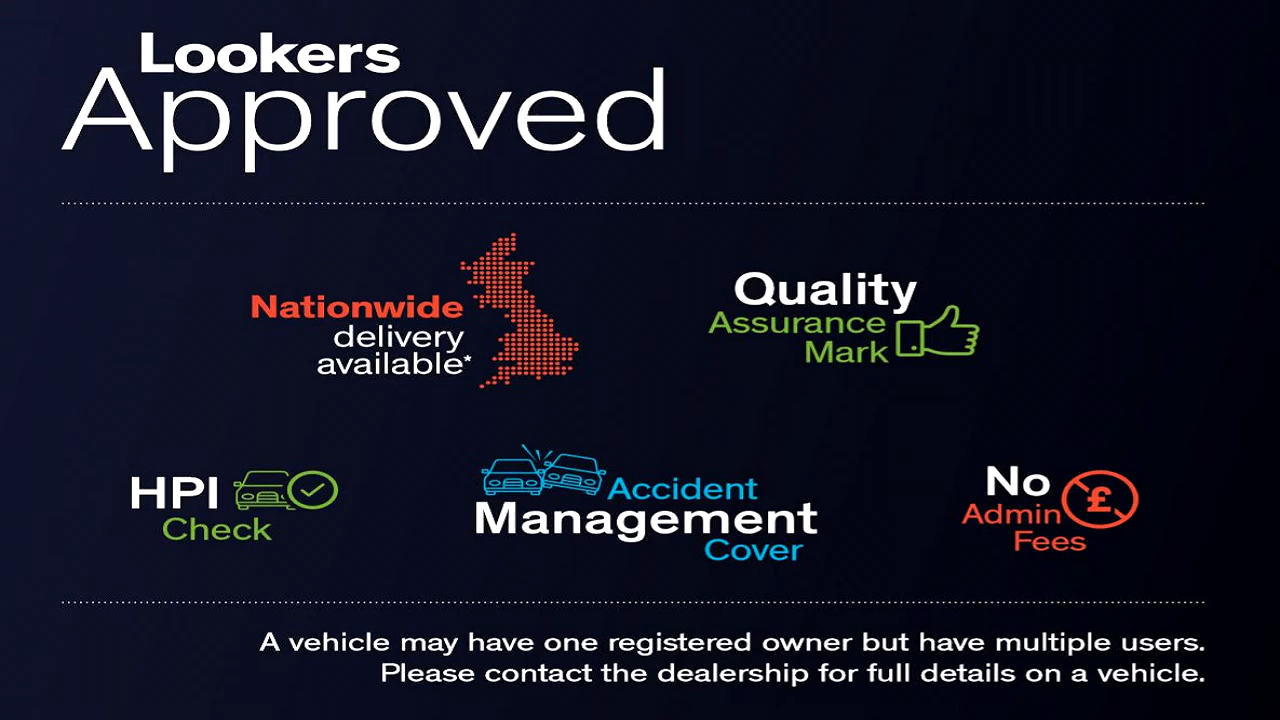 Lookers
Approved
Nationwide
delivery
available*
Quality
Assurance
Mark
HPI
Check
Accident
Management
Cover
No
£
Admin
Fees
A vehicle may have one registered owner but have multiple users.
Please contact the dealership for full details on a vehicle.